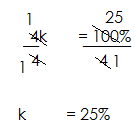 1 25
4k = 100%
1 4 4 1
k = 25%